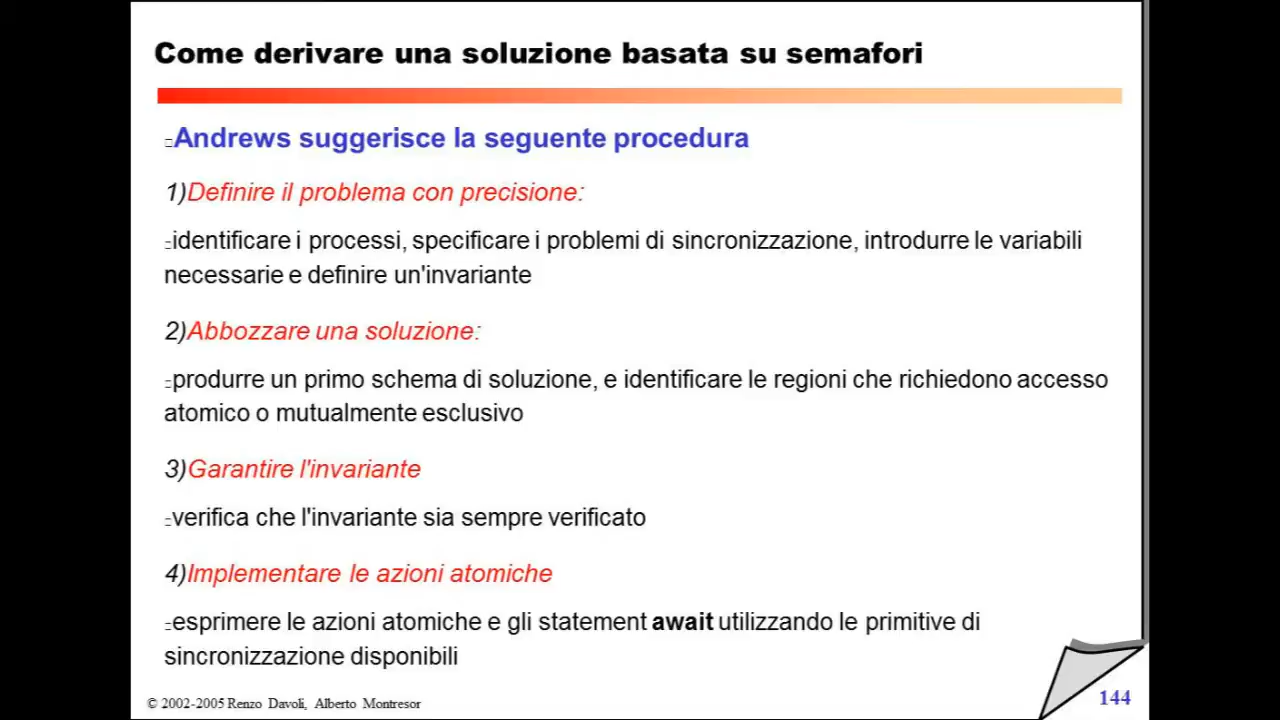 Come derivare una soluzione basata su semafori
Andrews suggerisce la seguente procedura
1)Definire il problema con precisione:
identificare i processi, specificare i problemi di sincronizzazione, introdurre le variabili
necessarie e definire un'invariante
2)Abbozzare una soluzione:
produrre un primo schema di soluzione, e identificare le regioni che richiedono accesso
atomico o mutualmente esclusivo
3)Garantire l'invariante
verifica che l'invariante sia sempre verificato
4)Implementare le azioni atomiche
esprimere le azioni atomiche e gli statement await utilizzando le primitive di
sincronizzazione disponibili
© 2002-2005 Renzo Davoli, Alberto Montresor
144